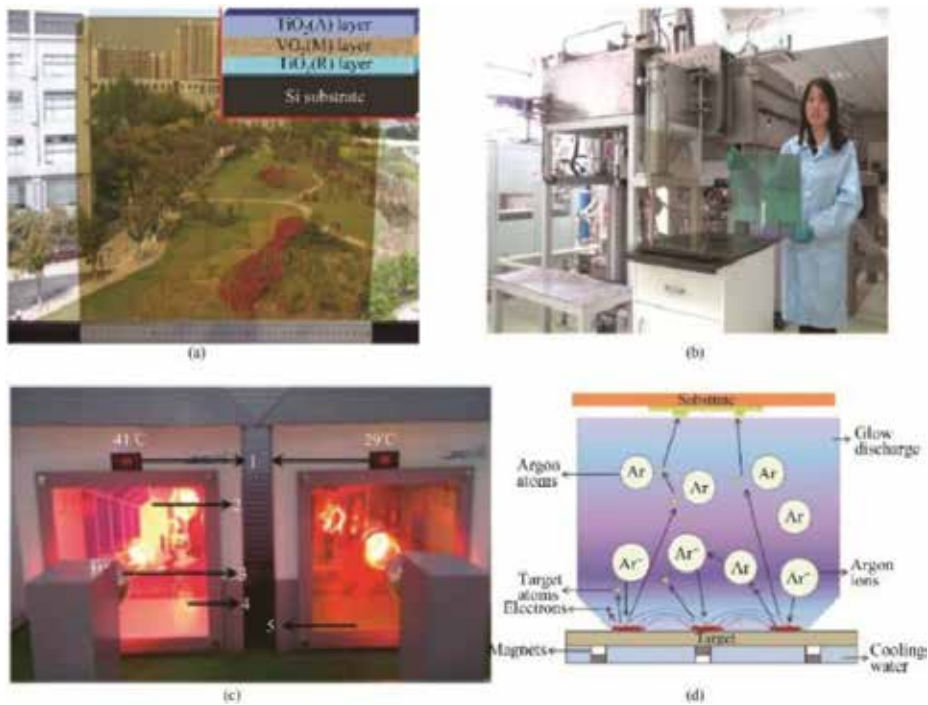 TiO₂(A) layer
VO₂(M) layer
TiO₂(R) layer
Si substrate
(a)
(b)
41℃
29℃
1
2
3
4
5
(c)
Substrate
Glow
discharge
Argon
atoms
Ar
Ar
Ar
Ar
Ar⁺
Ar⁺
Ar⁺
Ar⁺
Argon
ions
Target
atoms
Electrons
Target
Magnets
Coolings
water
(d)